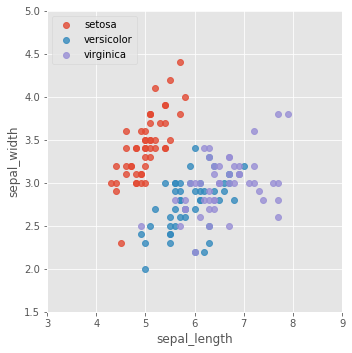 setosa
versicolor
virginica
5.0
4.5
4.0
3.5
3.0
2.5
2.0
1.5
sepal_width
3 4 5 6 7 8 9
sepal_length